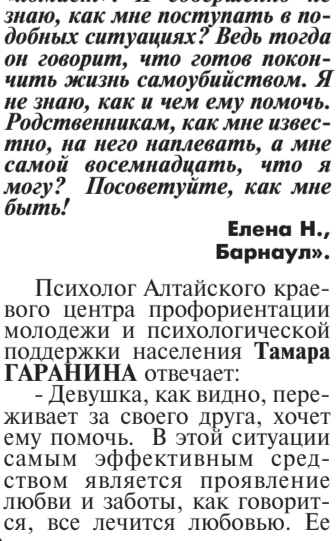 знаю, как мне поступать в по-
добных ситуациях? Ведь тогда
он говорит, что готов покон-
чить жизнь самоубийством. Я
не знаю, как и чем ему помочь.
Родственникам, как мне извес-
тно, на него наплевать, а мне
самой восемнадцать, что я
могу? Посоветуйте, как мне
быть!
Елена Н.,
Барнаул».
Психолог Алтайского крае-
вого центра профориентации
молодежи и психологической
поддержки населения Тамара
ГАРАНИНА отвечает:
- Девушка, как видно, пере-
живает за своего друга, хочет
ему помочь. В этой ситуации
самым эффективным сред-
ством является проявление
любви и заботы, как говорит-
ся, все лечится любовью. Ее